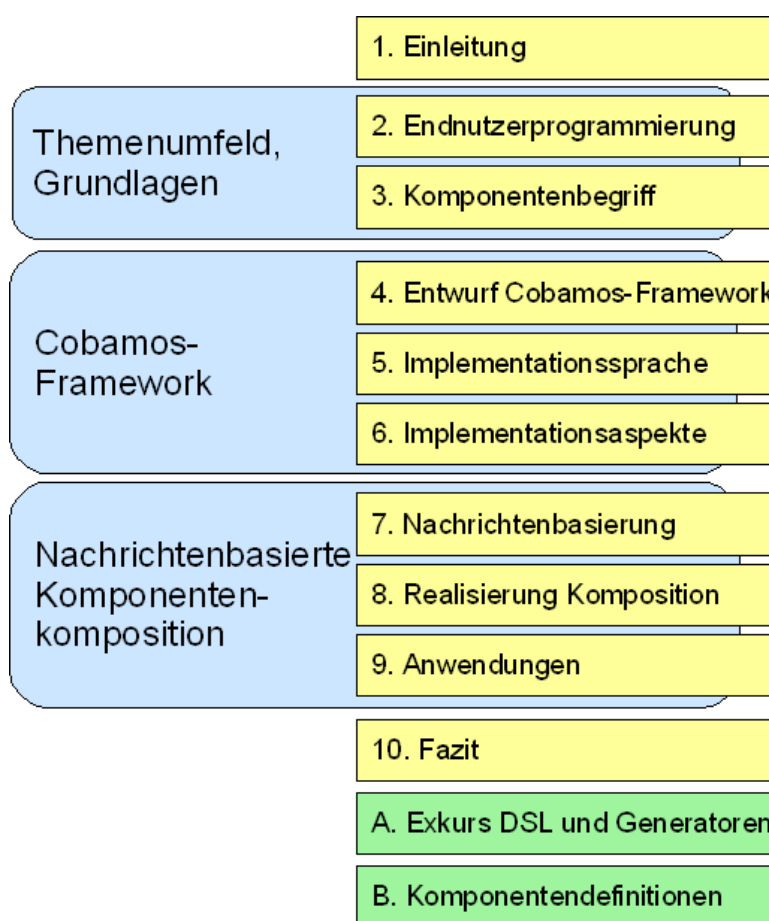 1. Einleitung
Themenumfeld,
Grundlagen
2. Endnutzerprogrammierung
3. Komponentenbegriff
Cobamos-
Framework
4. Entwurf Cobamos-Framework
5. Implementationssprache
6. Implementationsaspekte
Nachrichtenbasierte
Komponenten-
komposition
7. Nachrichtenbasierung
8. Realisierung Komposition
9. Anwendungen
10. Fazit
A. Exkurs DSL und Generatoren
B. Komponentendefinitionen